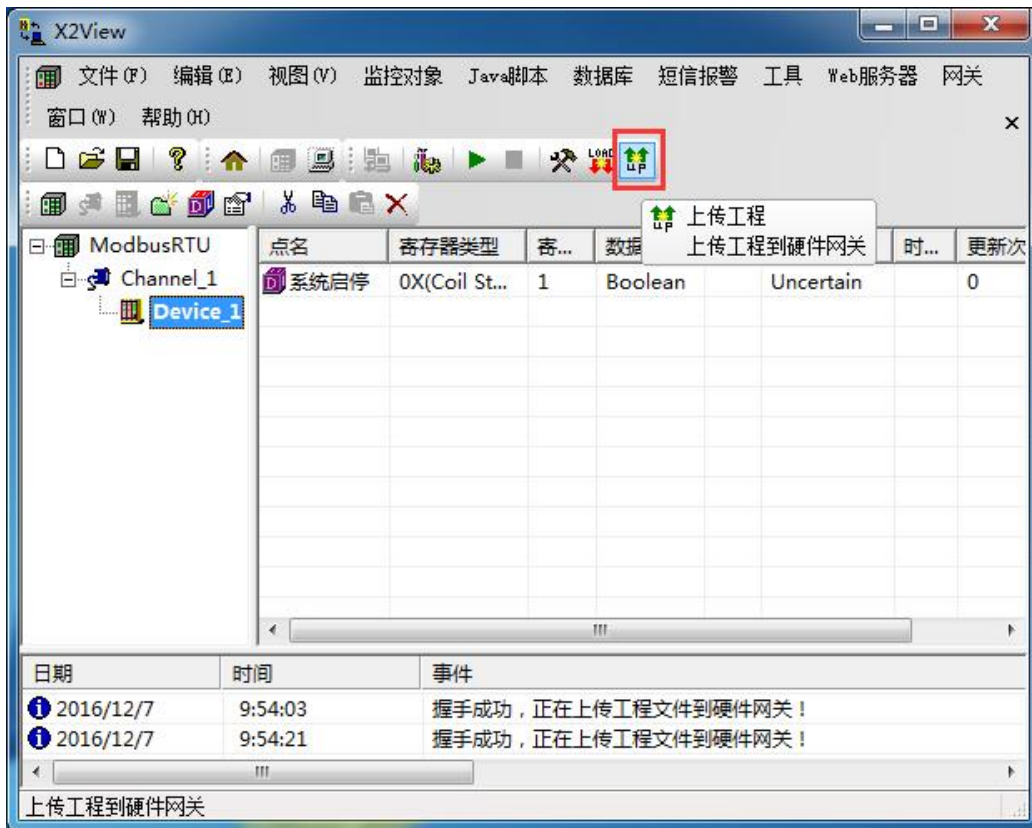 X2View
文件(F) 编辑(E) 视图(V) 监控对象 Java脚本 数据库 短信报警 工具 Web服务器 网关
窗口(W) 帮助(H)
LOAD UP
UP 上传工程
上传工程到硬件网关
ModbusRTU
Channel_1
Device_1
点名 寄存器类型 寄... 数据 时... 更新次
系统启停 0X(Coil St... 1 Boolean Uncertain 0
日期 时间 事件
2016/12/7 9:54:03 握手成功，正在上传工程文件到硬件网关！
2016/12/7 9:54:21 握手成功，正在上传工程文件到硬件网关！
上传工程到硬件网关